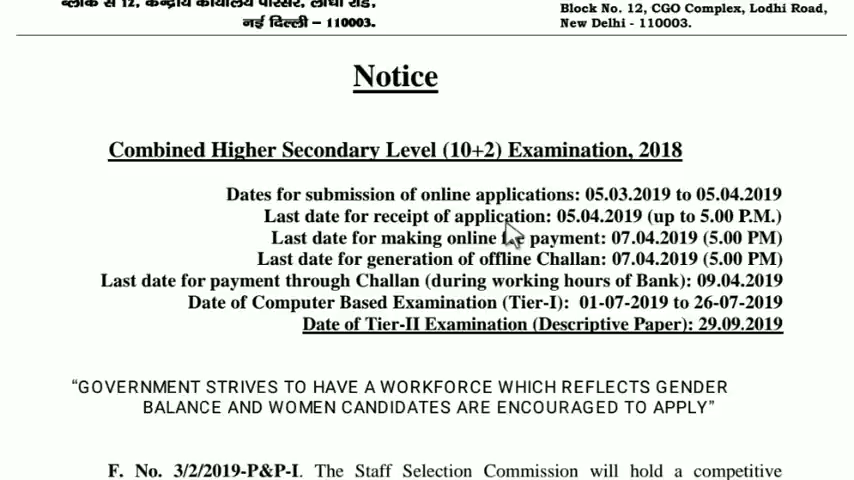 ब्लॉक सं 12, केन्द्रीय कार्यालय परिसर, लोधी रोड,
नई दिल्ली – 110003.
Block No. 12, CGO Complex, Lodhi Road,
New Delhi - 110003.
Notice
Combined Higher Secondary Level (10+2) Examination, 2018
Dates for submission of online applications: 05.03.2019 to 05.04.2019
Last date for receipt of application: 05.04.2019 (up to 5.00 P.M.)
Last date for making online fee payment: 07.04.2019 (5.00 PM)
Last date for generation of offline Challan: 07.04.2019 (5.00 PM)
Last date for payment through Challan (during working hours of Bank): 09.04.2019
Date of Computer Based Examination (Tier-I): 01-07-2019 to 26-07-2019
Date of Tier-II Examination (Descriptive Paper): 29.09.2019
“GOVERNMENT STRIVES TO HAVE A WORKFORCE WHICH REFLECTS GENDER
BALANCE AND WOMEN CANDIDATES ARE ENCOURAGED TO APPLY”
F. No. 3/2/2019-P&P-I. The Staff Selection Commission will hold a competitive